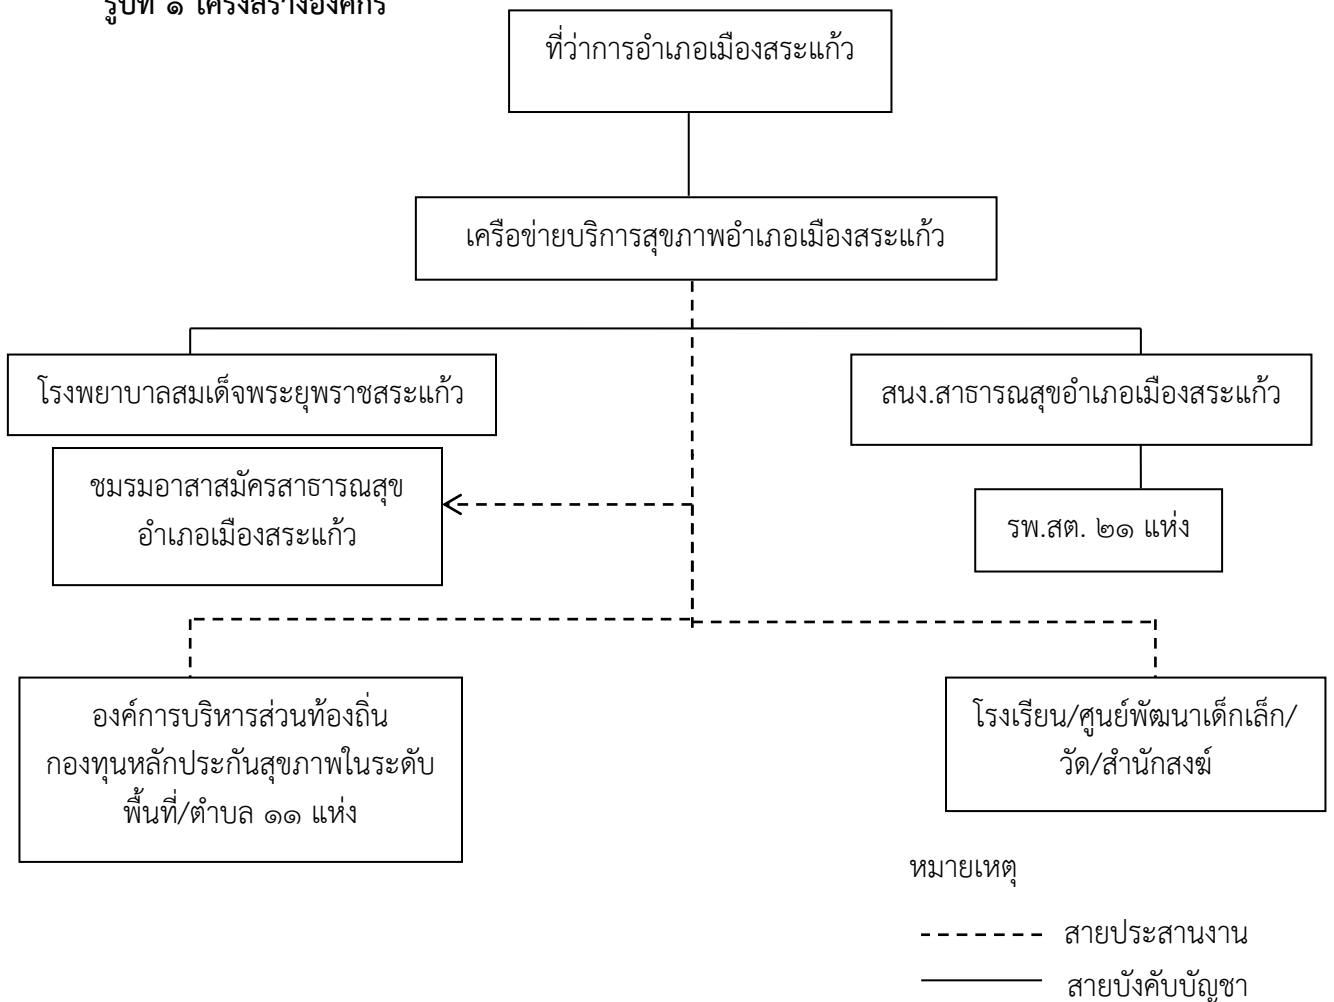 รูปที่ ๑ โครงสร้างองค์กร
ที่ว่าการอำเภอเมืองสระแก้ว
เครือข่ายบริการสุขภาพอำเภอเมืองสระแก้ว
โรงพยาบาลสมเด็จพระยุพราชสระแก้ว
สนง.สาธารณสุขอำเภอเมืองสระแก้ว
ชมรมอาสาสมัครสาธารณสุข
อำเภอเมืองสระแก้ว
รพ.สต. ๒๑ แห่ง
องค์การบริหารส่วนท้องถิ่น
กองทุนหลักประกันสุขภาพในระดับ
พื้นที่/ตำบล ๑๑ แห่ง
โรงเรียน/ศูนย์พัฒนาเด็กเล็ก/
วัด/สำนักสงฆ์
หมายเหตุ
สายประสานงาน
สายบังคับบัญชา